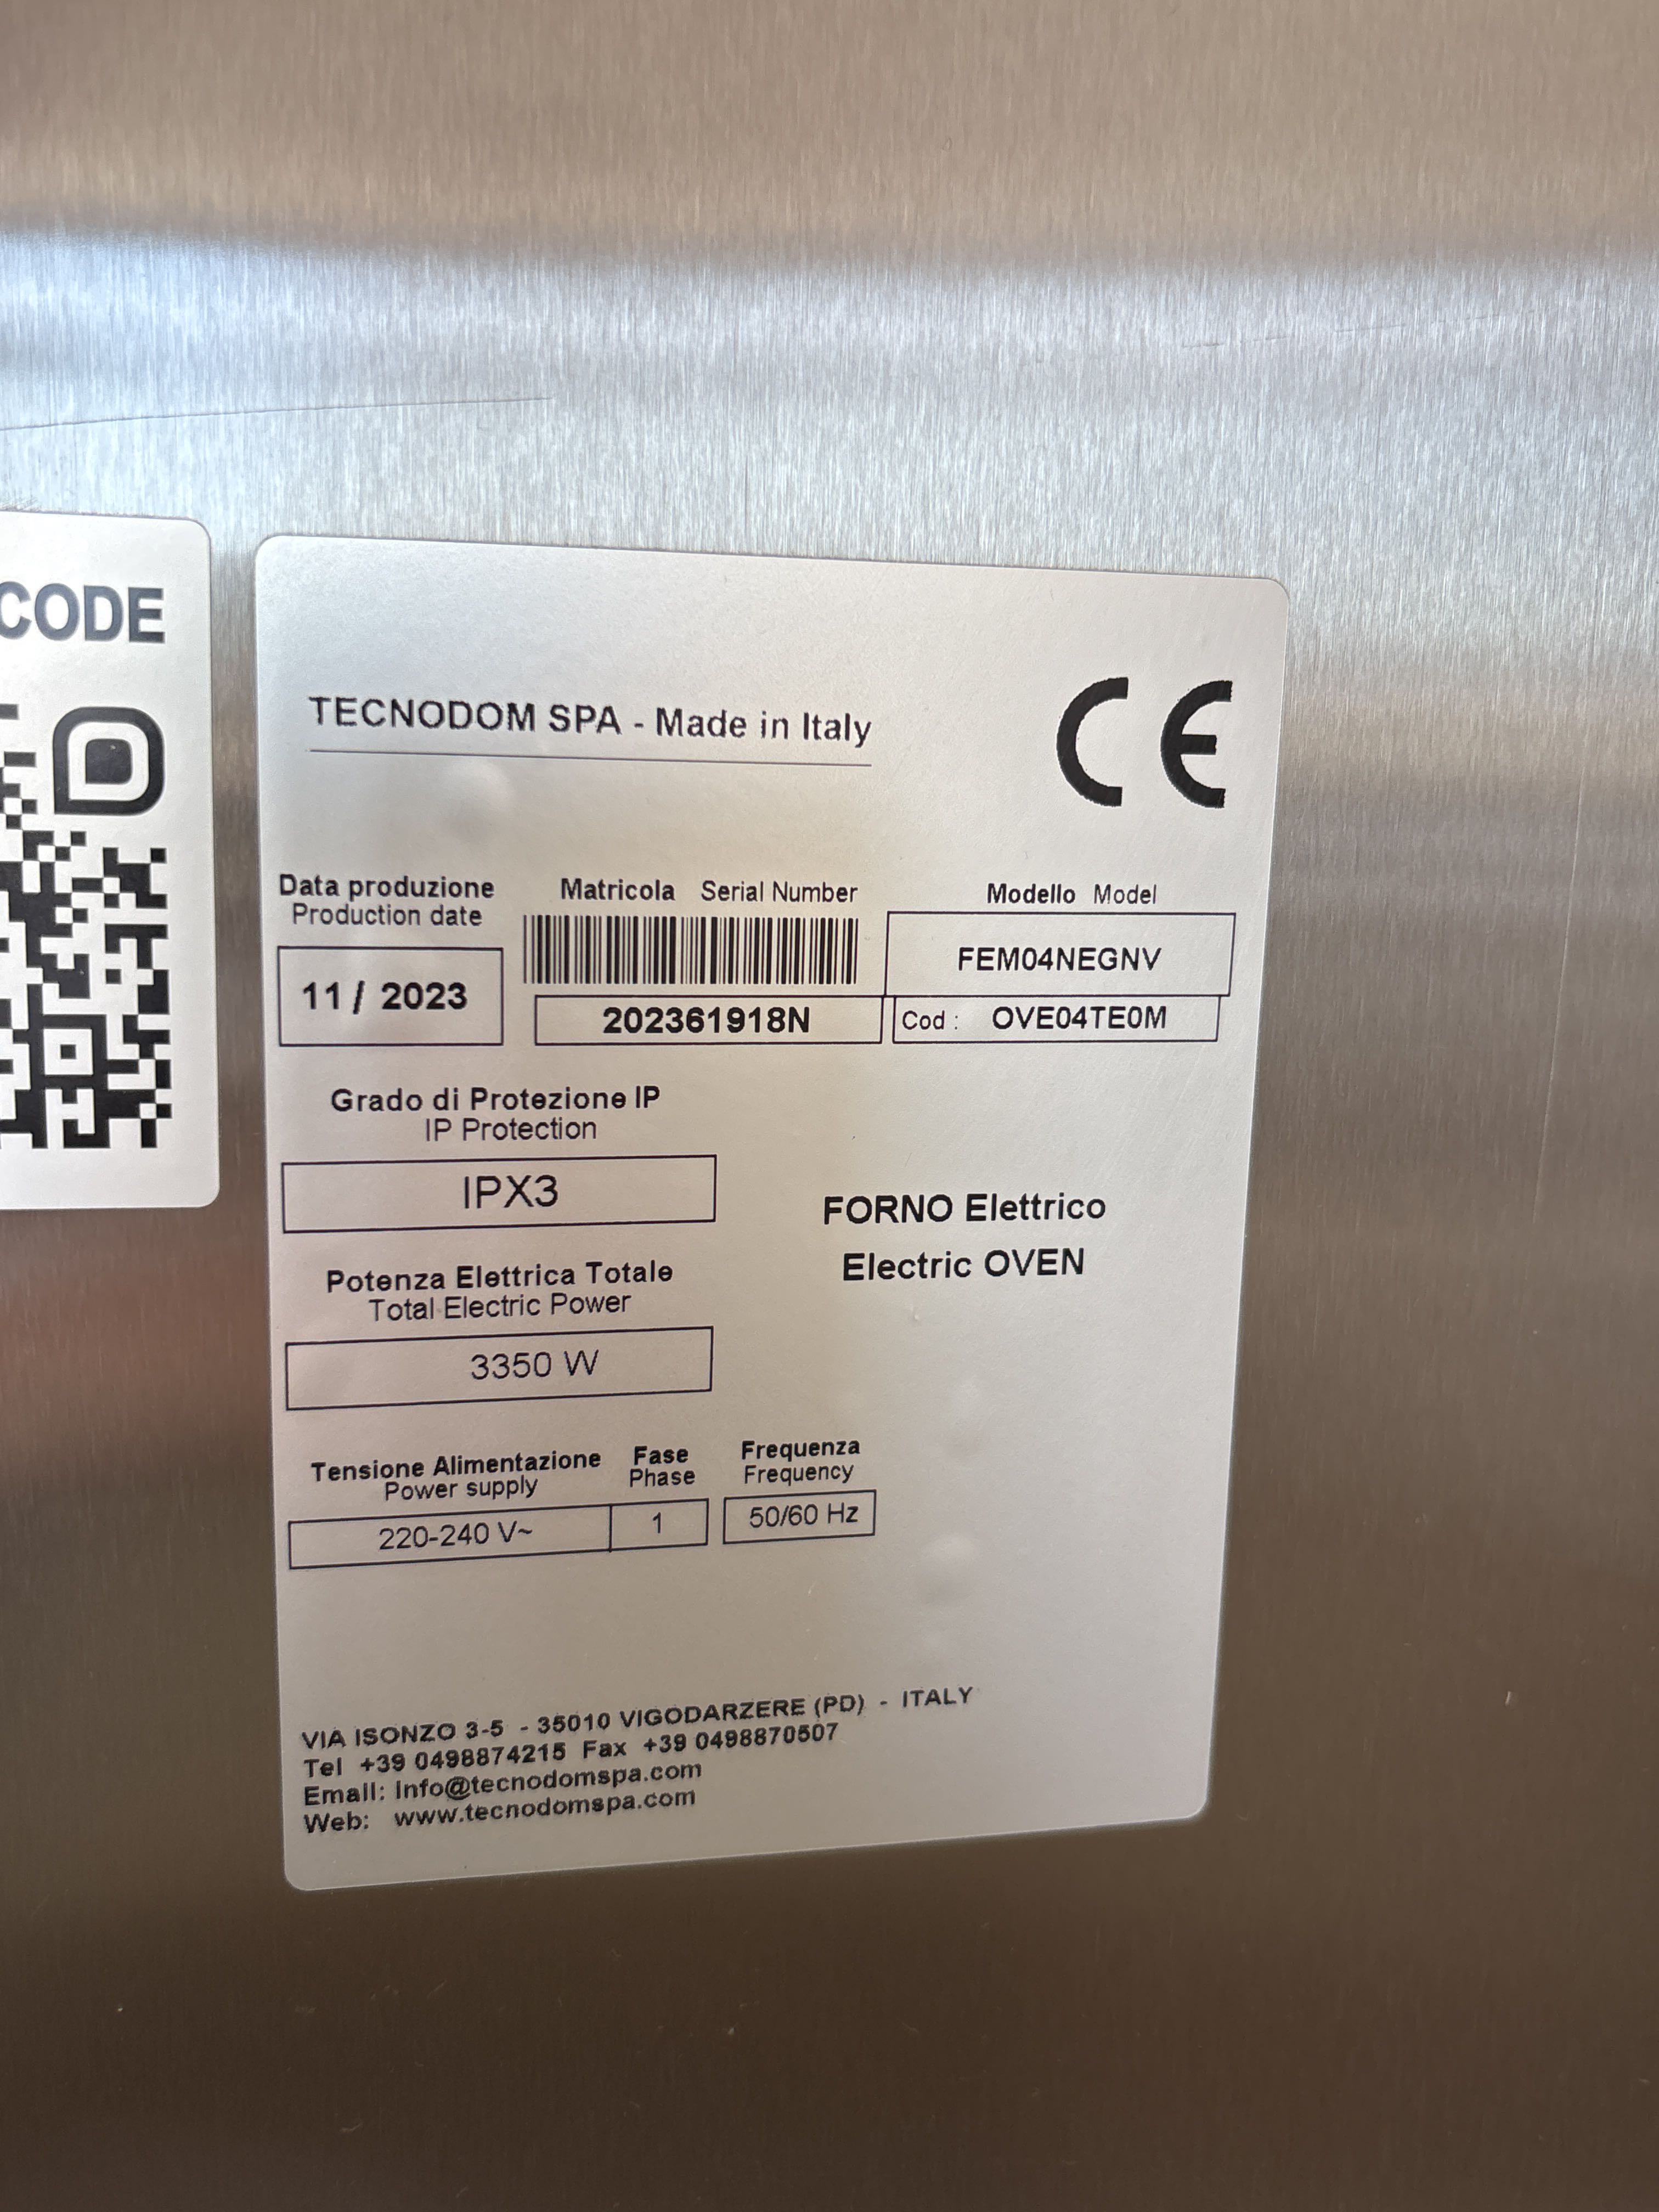 CODE
TECNODOM SPA - Made in Italy
CE
Data produzione
Production date
11/ 2023
Matricola Serial Number
202361918N
Modello Model
FEM04NEGNV
Cod : OVE04TE0M
Grado di Protezione IP
IP Protection
IPX3
FORNO Elettrico
Electric OVEN
Potenza Elettrica Totale
Total Electric Power
3350 W
Tensione Alimentazione
Power supply
220-240 V~
Fase
Phase
1
Frequenza
Frequency
50/60 Hz
VIA ISONZO 3-5 - 35010 VIGODARZERE (PD) - ITALY
Tel +39 0498874215 Fax +39 0498870507
Email: Info@tecnodomspa.com
Web: www.tecnodomspa.com